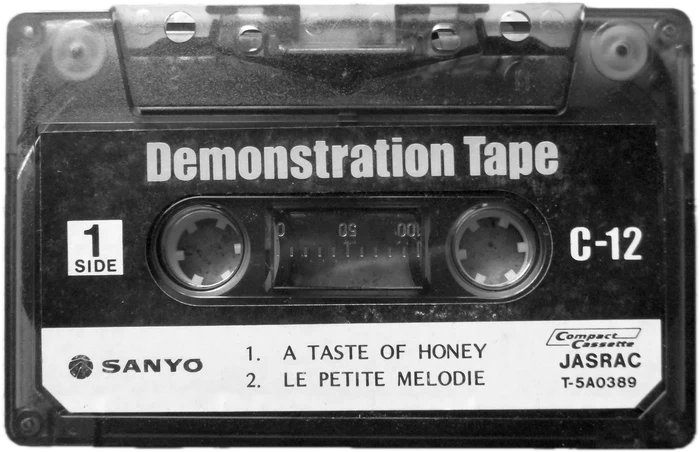 Demonstration Tape
1
SIDE
0 50 100
C-12
SANYO
1. A TASTE OF HONEY
2. LE PETITE MELODIE
Compact
Cassette
JASRAC
T-5A0389